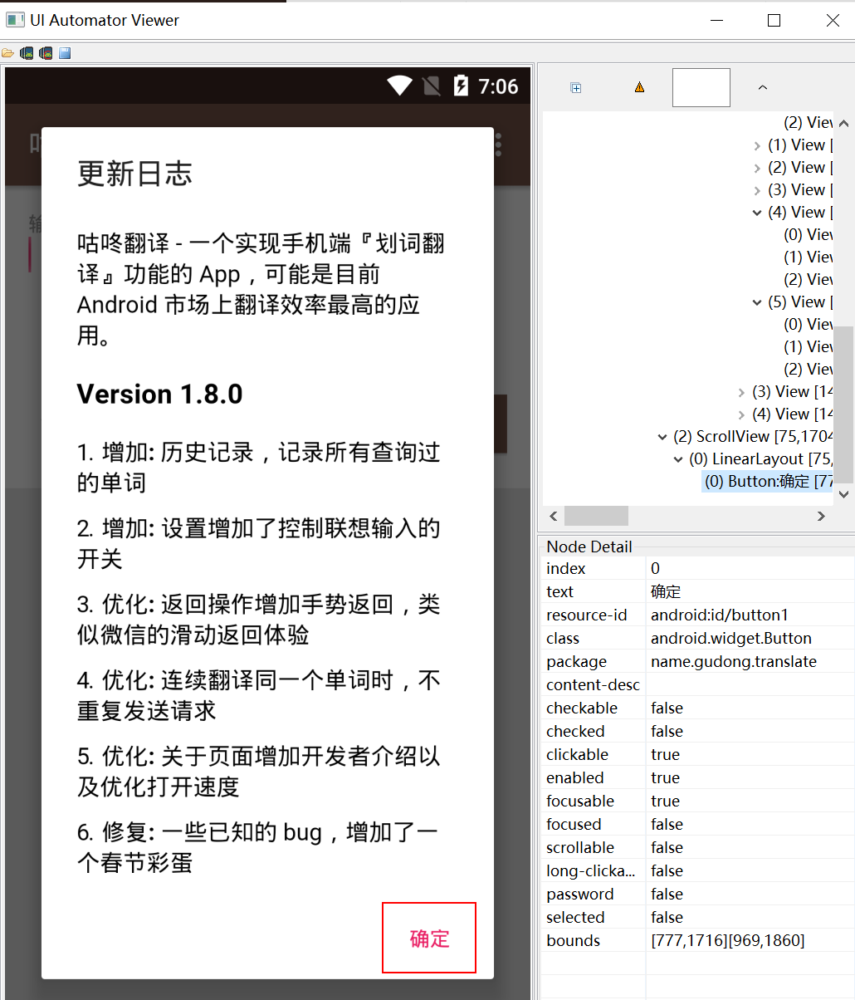 UI Automator Viewer
7:06
更新日志
咕咚翻译 - 一个实现手机端『划词翻
译』功能的 App，可能是目前
Android 市场上翻译效率最高的应
用。
Version 1.8.0
1. 增加: 历史记录，记录所有查询过
的单词
2. 增加: 设置增加了控制联想输入的
开关
3. 优化: 返回操作增加手势返回，类
似微信的滑动返回体验
4. 优化: 连续翻译同一个单词时，不
重复发送请求
5. 优化: 关于页面增加开发者介绍以
及优化打开速度
6. 修复: 一些已知的 bug，增加了一
个春节彩蛋
确定
(2) View
(1) View [
(2) View [
(3) View [
(4) View [
(0) View
(1) View
(2) View
(5) View [
(0) View
(1) View
(2) View
(3) View [14
(4) View [14
(2) ScrollView [75,1704
(0) LinearLayout [75,
(0) Button:确定 [77
Node Detail
index 0
text 确定
resource-id android:id/button1
class android.widget.Button
package name.gudong.translate
content-desc
checkable false
checked false
clickable true
enabled true
focusable true
focused false
scrollable false
long-clicka... false
password false
selected false
bounds [777,1716][969,1860]